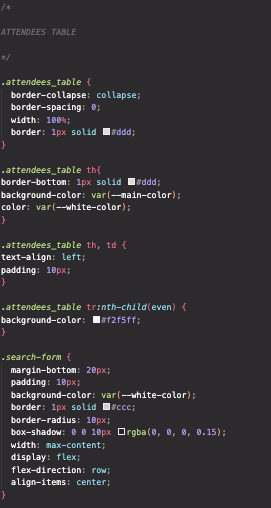 /*
ATTENDEES TABLE
*/
.attendees_table {
border-collapse: collapse;
border-spacing: 0;
width: 100%;
border: 1px solid #ddd;
}
.attendees_table th{
border-bottom: 1px solid #ddd;
background-color: var(--main-color);
color: var(--white-color);
}
.attendees_table th, td {
text-align: left;
padding: 10px;
}
.attendees_table tr:nth-child(even) {
background-color: #f2f5ff;
}
.search-form {
margin-bottom: 20px;
padding: 10px;
background-color: var(--white-color);
border: 1px solid #ccc;
border-radius: 10px;
box-shadow: 0 0 10px rgba(0, 0, 0, 0.15);
width: max-content;
display: flex;
flex-direction: row;
align-items: center;
}